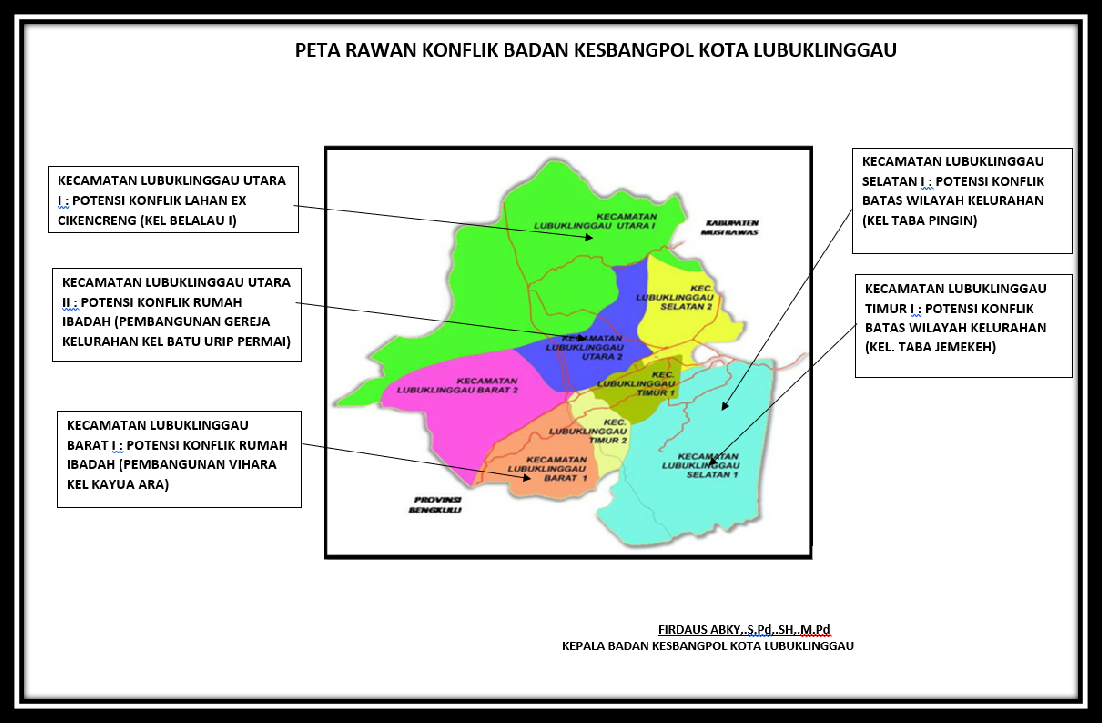 PETA RAWAN KONFLIK BADAN KESBANGPOL KOTA LUBUKLINGGAU
KECAMATAN LUBUKLINGGAU UTARA
I : POTENSI KONFLIK LAHAN EX
CIKENCRENG (KEL BELALAU I)
KECAMATAN LUBUKLINGGAU UTARA
II : POTENSI KONFLIK RUMAH
IBADAH (PEMBANGUNAN GEREJA
KELURAHAN KEL BATU URIP PERMAI)
KECAMATAN LUBUKLINGGAU
BARAT I : POTENSI KONFLIK RUMAH
IBADAH (PEMBANGUNAN VIHARA
KEL KAYUA ARA)
KECAMATAN
LUBUKLINGGAU UTARA I
KABUPATEN
MUSI RAWAS
KEC.
LUBUKLINGGAU
SELATAN 2
KECAMATAN
LUBUKLINGGAU
UTARA 2
KECAMATAN
LUBUKLINGGAU BARAT 2
KEC.
LUBUKLINGGAU
TIMUR 1
KEC.
LUBUKLINGGAU
TIMUR 2
KECAMATAN
LUBUKLINGGAU
BARAT 1
KECAMATAN
LUBUKLINGGAU
SELATAN 1
PROVINSI
BENGKULU
KECAMATAN LUBUKLINGGAU
SELATAN I : POTENSI KONFLIK
BATAS WILAYAH KELURAHAN
(KEL TABA PINGIN)
KECAMATAN LUBUKLINGGAU
TIMUR I : POTENSI KONFLIK
BATAS WILAYAH KELURAHAN
(KEL. TABA JEMEKEH)
FIRDAUS ABKY,.S,Pd,.SH,.M,Pd
KEPALA BADAN KESBANGPOL KOTA LUBUKLINGGAU